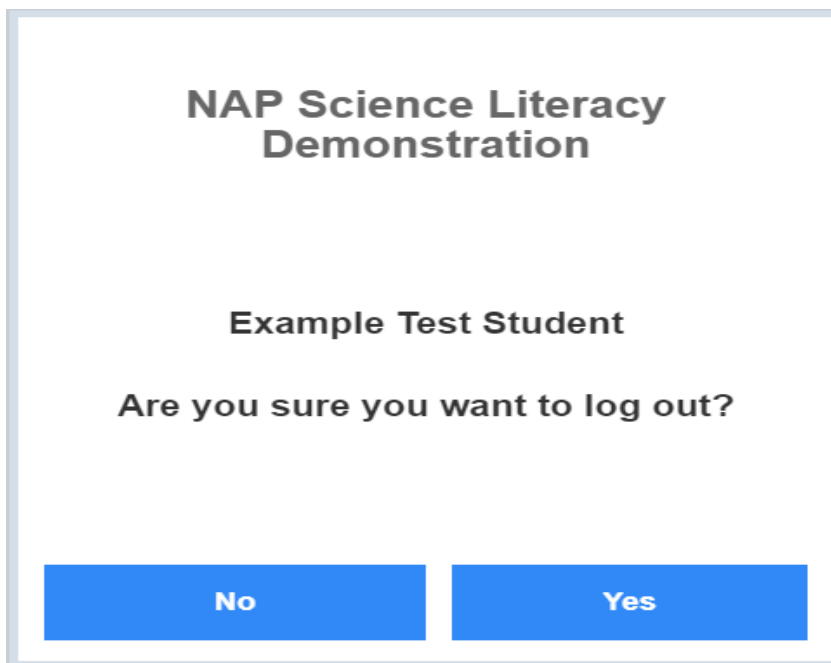 NAP Science Literacy
Demonstration
Example Test Student
Are you sure you want to log out?
No
Yes